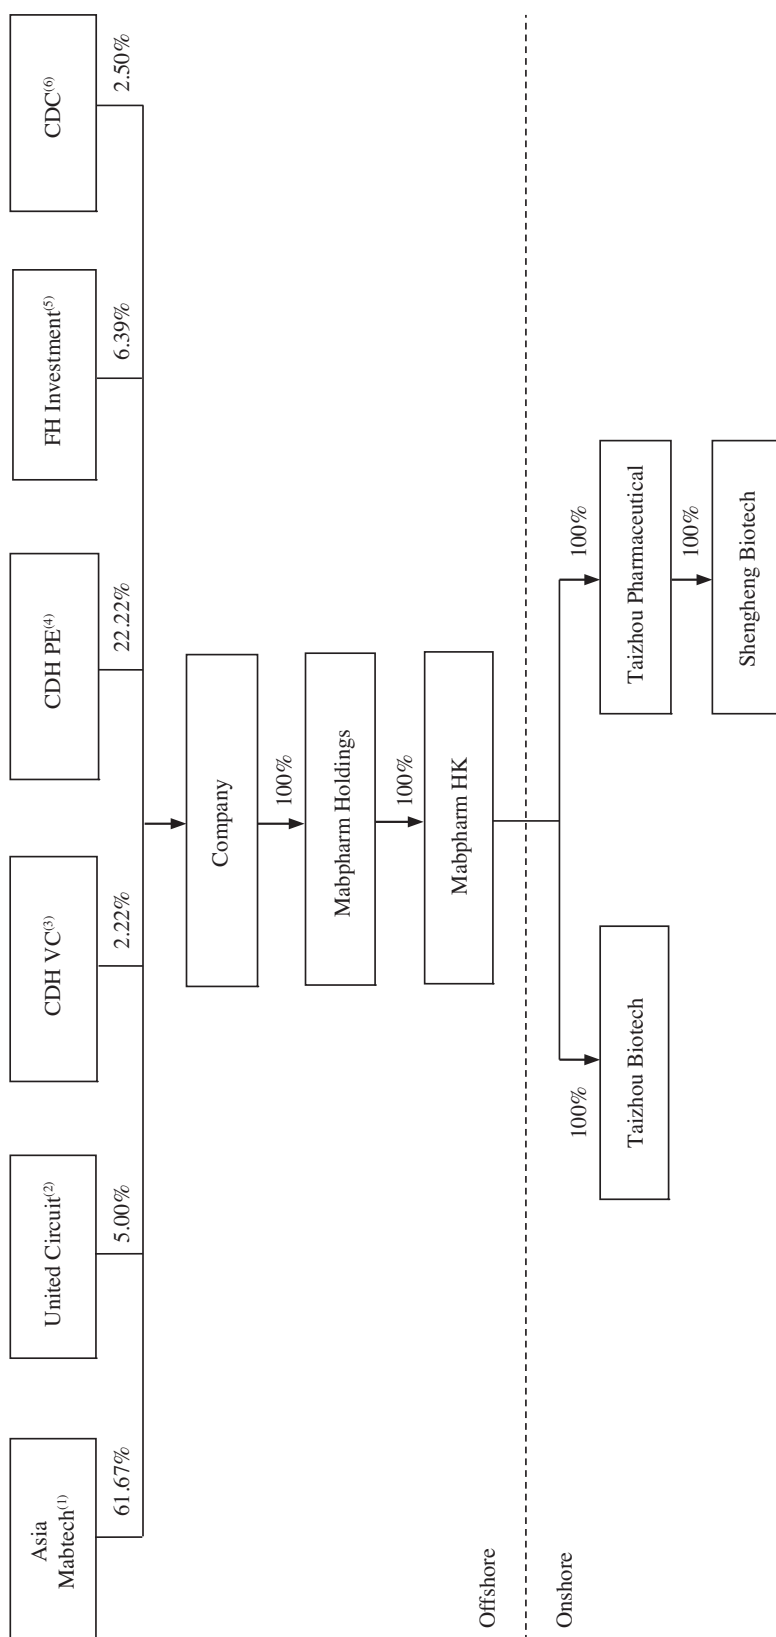 Asia
Mabtech(1)
United Circuit(2)
CDH VC(3)
CDH PE(4)
FH Investment(5)
CDC(6)
61.67%
5.00%
2.22%
22.22%
6.39%
2.50%
Company
100%
Mabpharm Holdings
100%
Mabpharm HK
Offshore
Onshore
100%
100%
Taizhou Biotech
Taizhou Pharmaceutical
100%
Shengheng Biotech